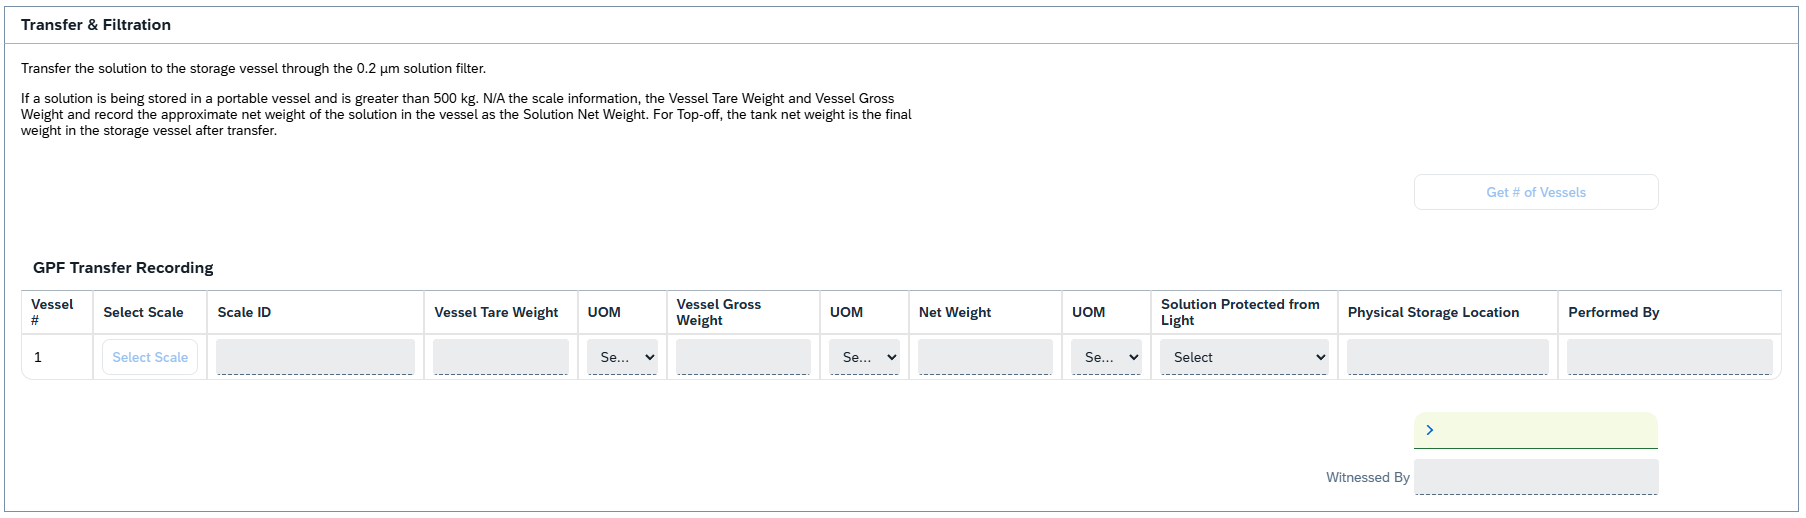 Transfer & Filtration
Transfer the solution to the storage vessel through the 0.2 µm solution filter.
If a solution is being stored in a portable vessel and is greater than 500 kg. N/A the scale information, the Vessel Tare Weight and Vessel Gross
Weight and record the approximate net weight of the solution in the vessel as the Solution Net Weight. For Top-off, the tank net weight is the final
weight in the storage vessel after transfer.
Get # of Vessels
GPF Transfer Recording
Vessel # Select Scale Scale ID Vessel Tare Weight UOM Vessel Gross Weight UOM Net Weight UOM Solution Protected from Light Physical Storage Location Performed By
1 Select Scale Se... Se... Se... Select
Witnessed By